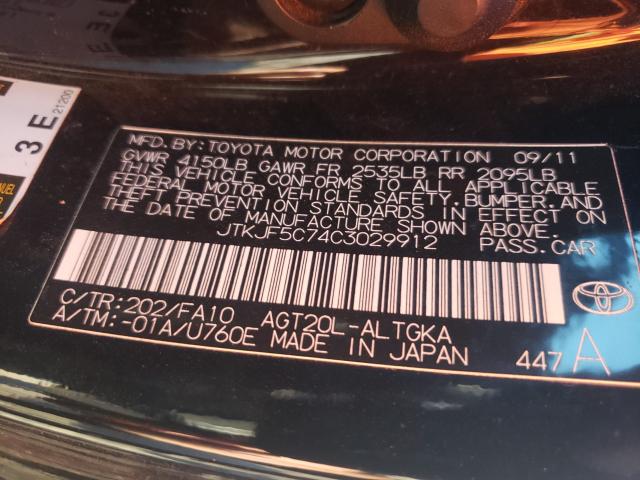 MFD. BY: TOYOTA MOTOR CORPORATION 09/11
GVWR 4150LB GAWR FR 2535LB RR 2095LB
THIS VEHICLE CONFORMS TO ALL APPLICABLE
FEDERAL MOTOR VEHICLE SAFETY, BUMPER, AND
THEFT PREVENTION STANDARDS IN EFFECT ON
THE DATE OF MANUFACTURE SHOWN ABOVE.
JTKJF5C74C3029912 PASS. CAR
C/TR: 202/FA10 AGT20L-ALTGKA
A/TM: -01A/U760E MADE IN JAPAN
447 A
3 E
21200